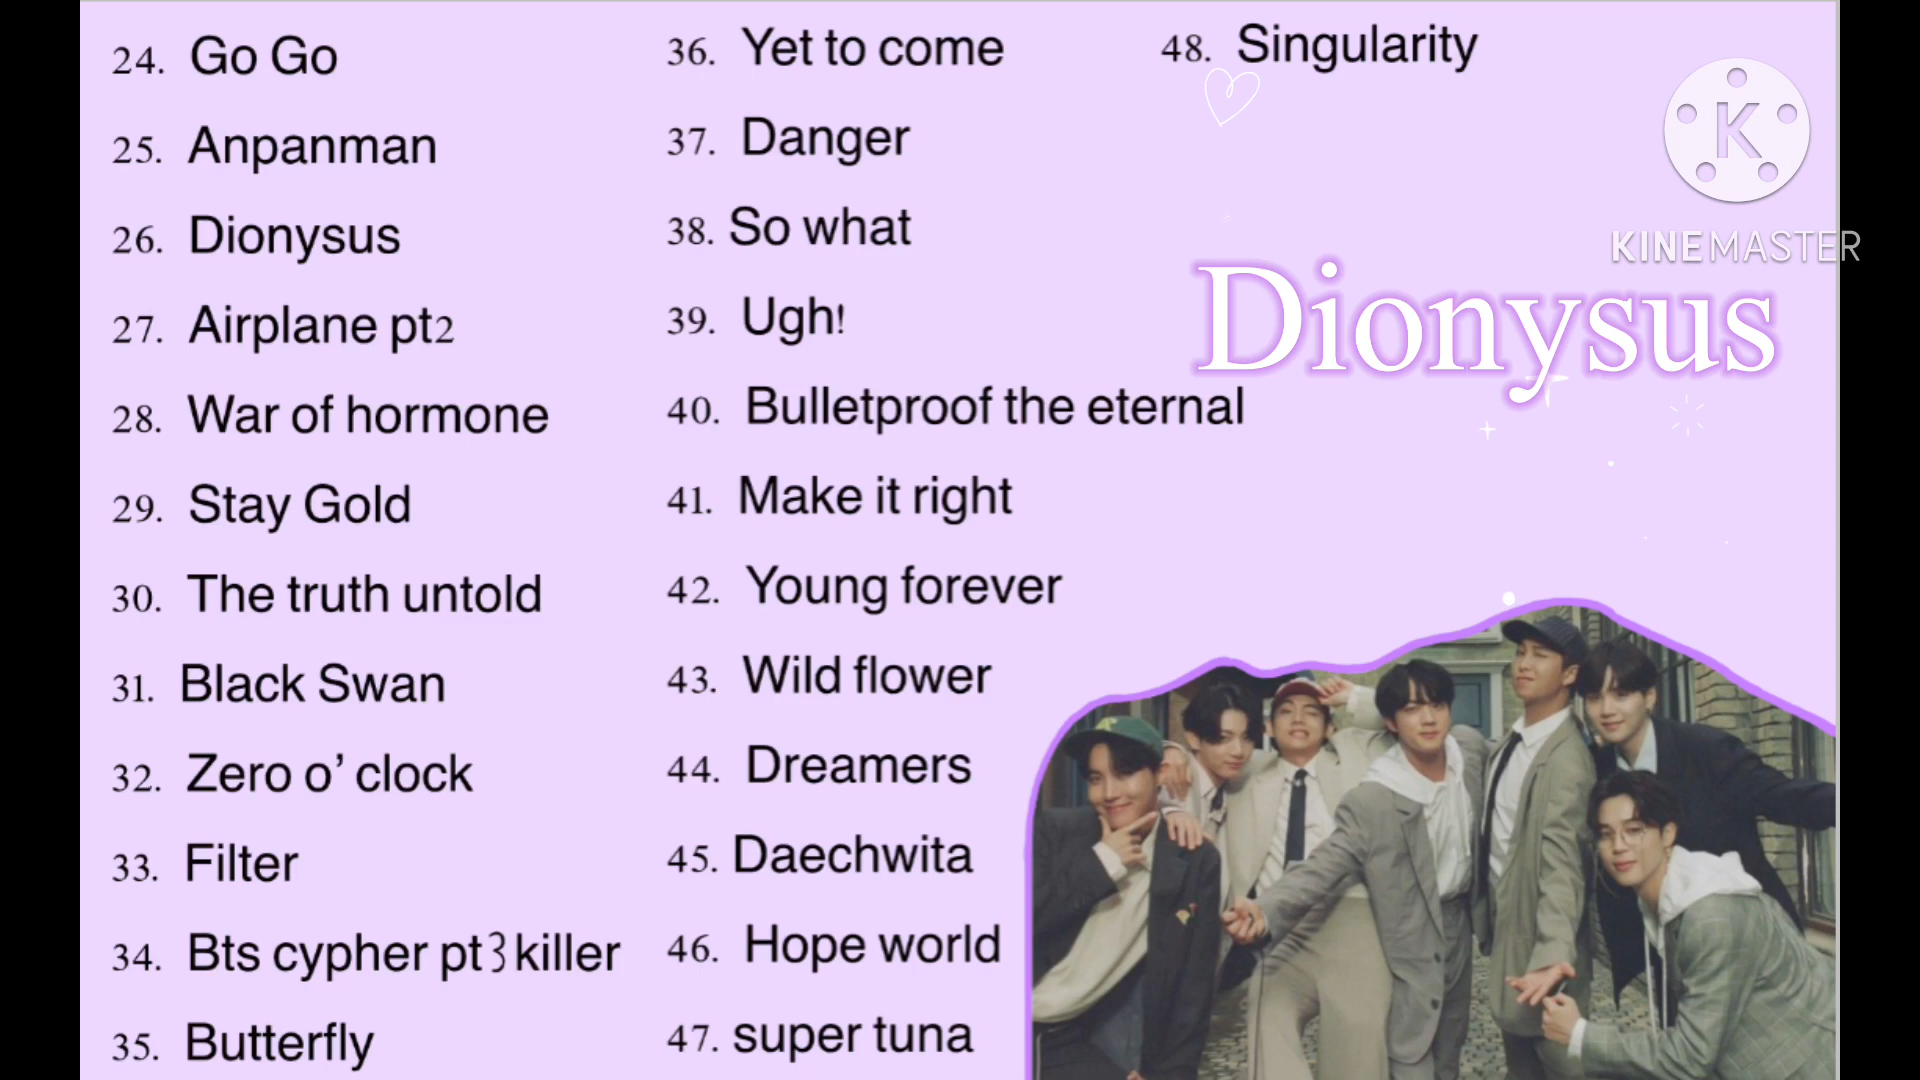 24. Go Go
25. Anpanman
26. Dionysus
27. Airplane pt2
28. War of hormone
29. Stay Gold
30. The truth untold
31. Black Swan
32. Zero o’ clock
33. Filter
34. Bts cypher pt 3 killer
35. Butterfly
36. Yet to come
37. Danger
38. So what
39. Ugh!
40. Bulletproof the eternal
41. Make it right
42. Young forever
43. Wild flower
44. Dreamers
45. Daechwita
46. Hope world
47. super tuna
48. Singularity
K
KINEMASTER
Dionysus